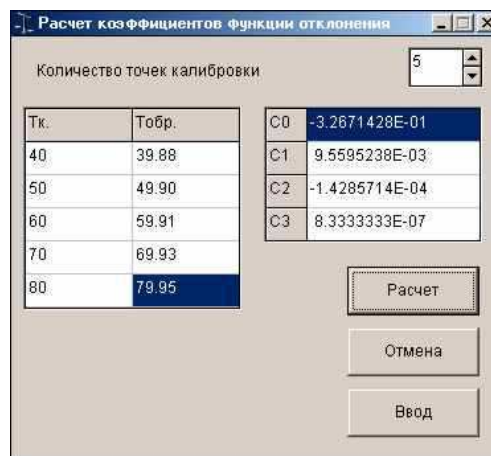 Расчет коэффициентов функции отклонения
Количество точек калибровки 5
Тк. Тобр.
40 39.88
50 49.90
60 59.91
70 69.93
80 79.95
C0 -3.2671428E-01
C1 9.5595238E-03
C2 -1.4285714E-04
C3 8.3333333E-07
Расчет
Отмена
Ввод